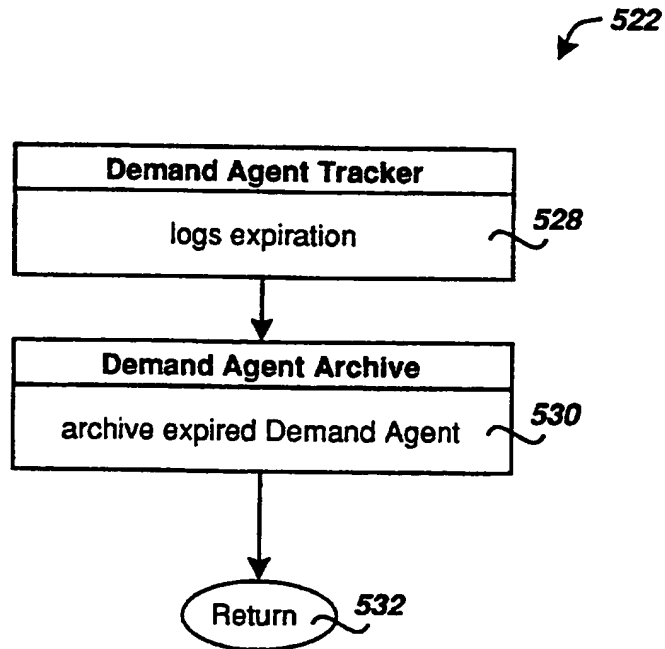 522
Demand Agent Tracker
logs expiration
528
Demand Agent Archive
archive expired Demand Agent
530
Return
532